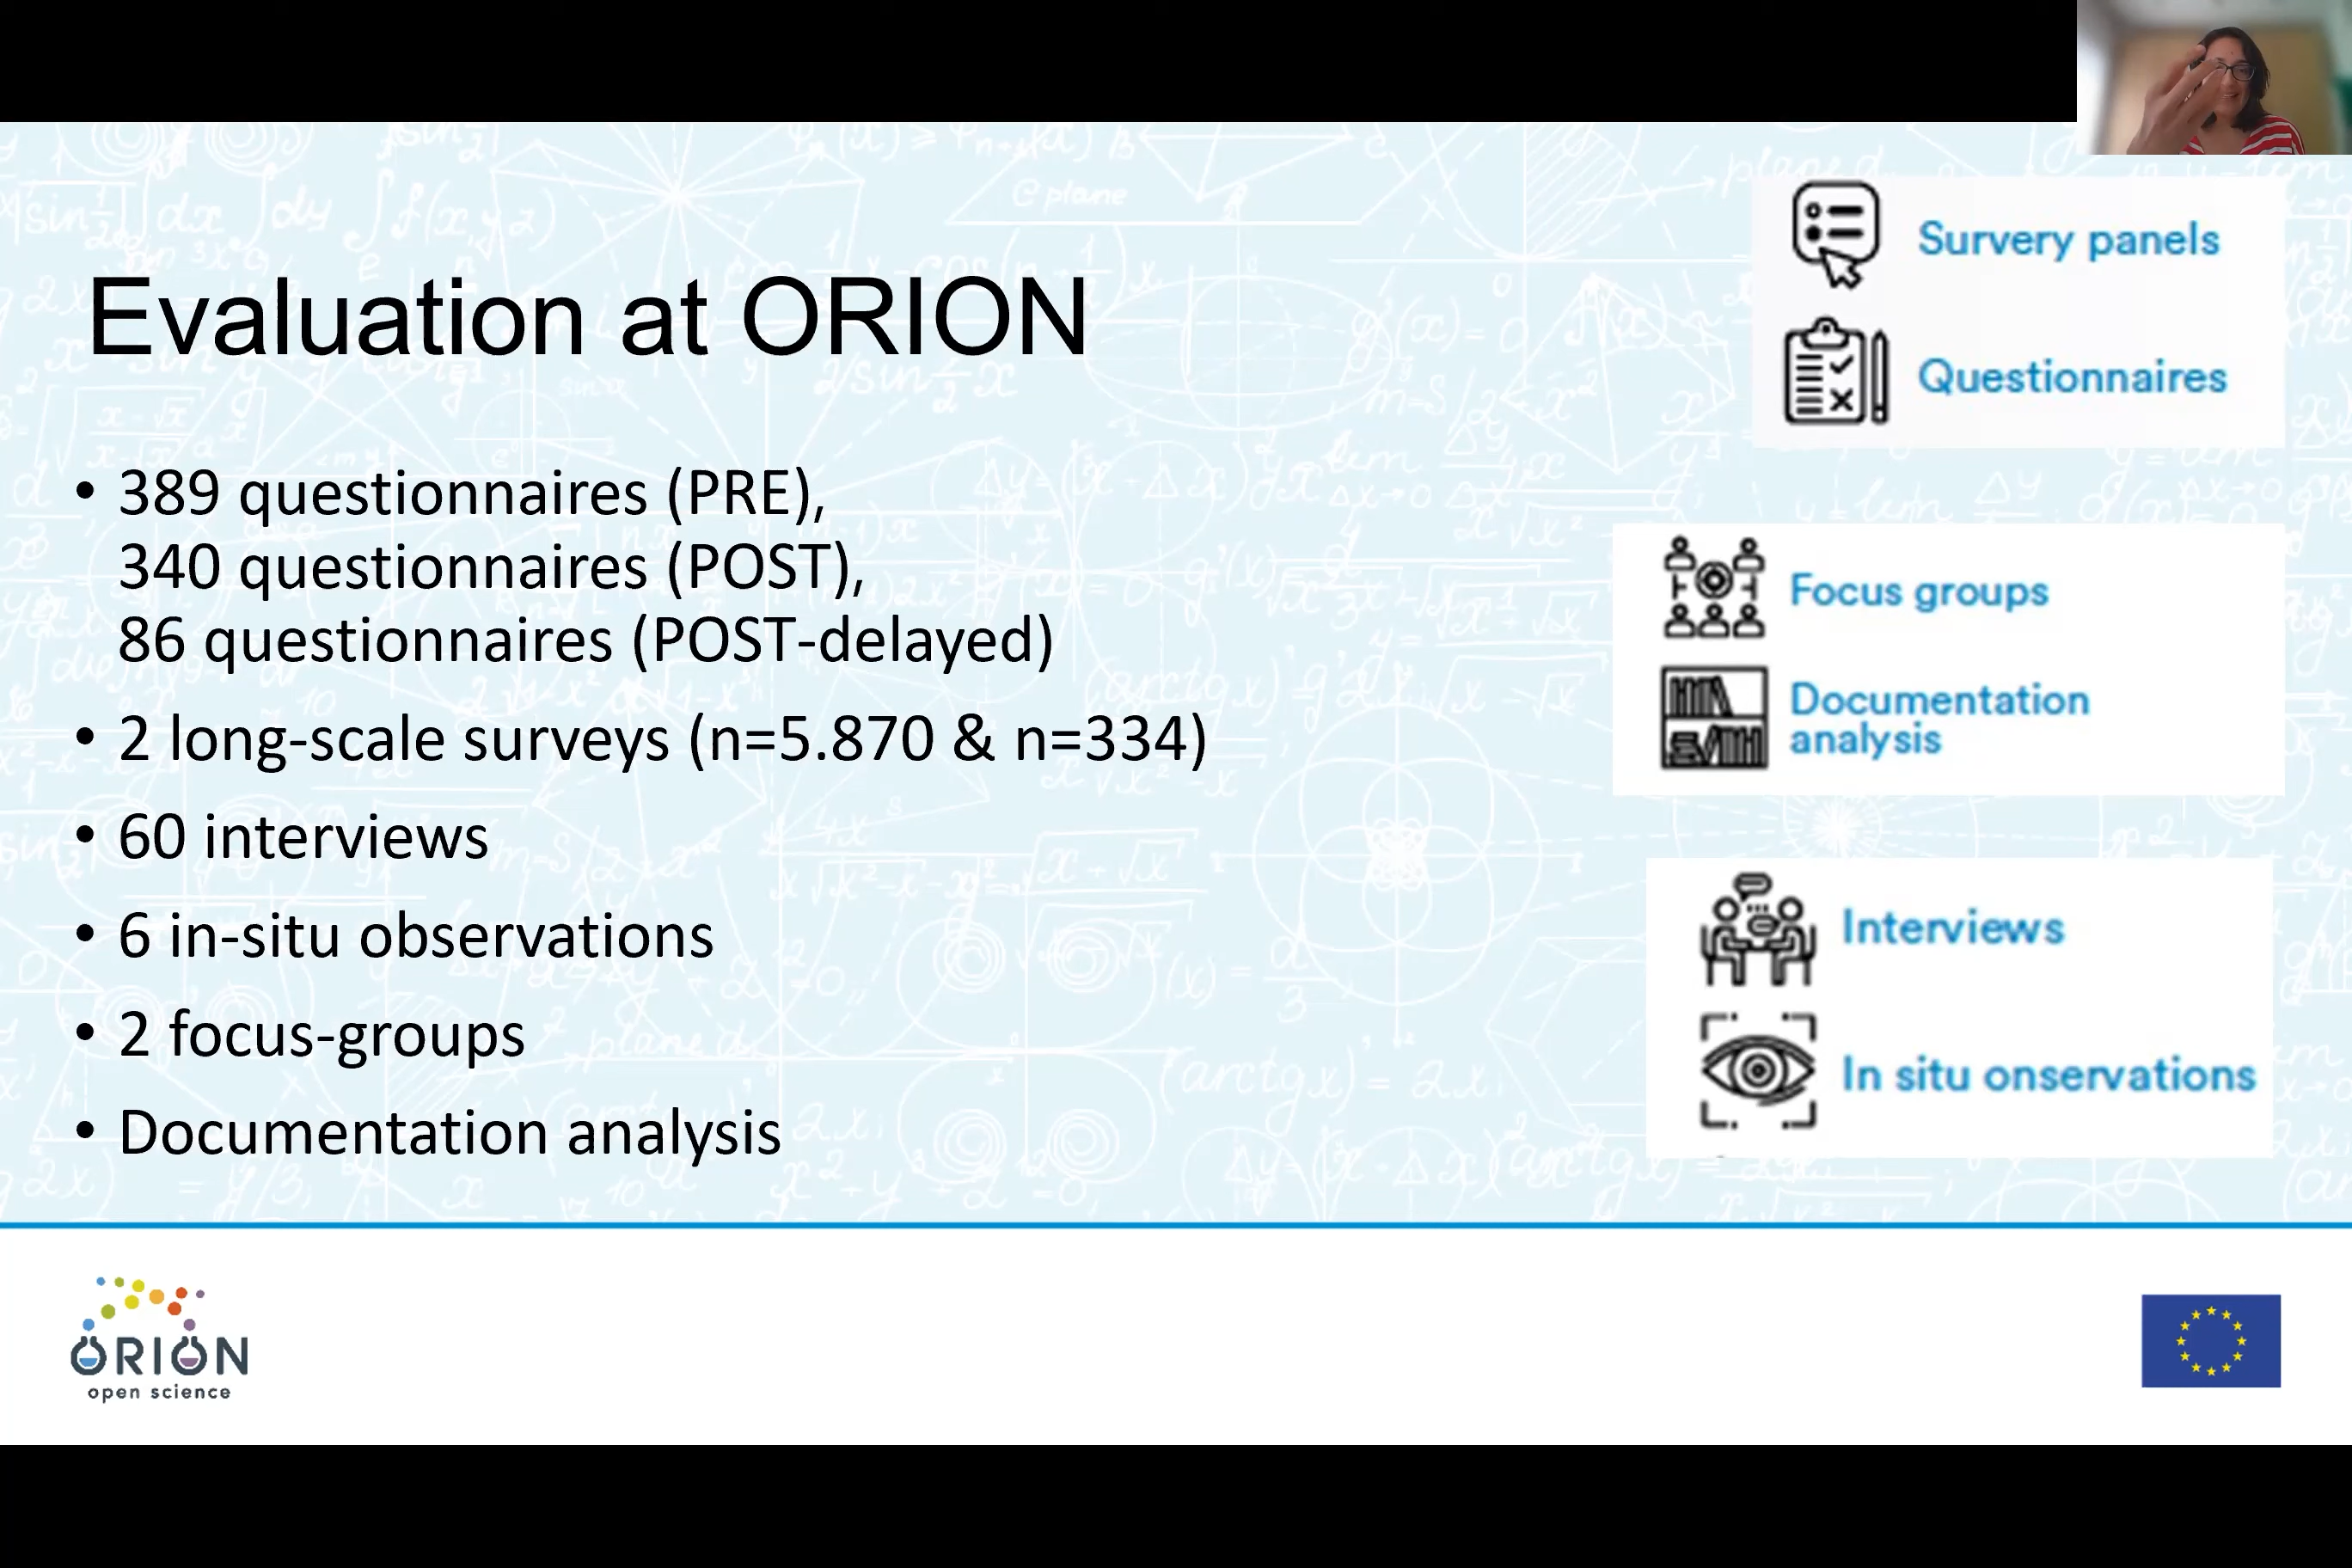 Evaluation at ORION
• 389 questionnaires (PRE),
340 questionnaires (POST),
86 questionnaires (POST-delayed)
• 2 long-scale surveys (n=5.870 & n=334)
• 60 interviews
• 6 in-situ observations
• 2 focus-groups
• Documentation analysis
Survery panels
Questionnaires
Focus groups
Documentation
analysis
Interviews
In situ onservations
ORION
open science